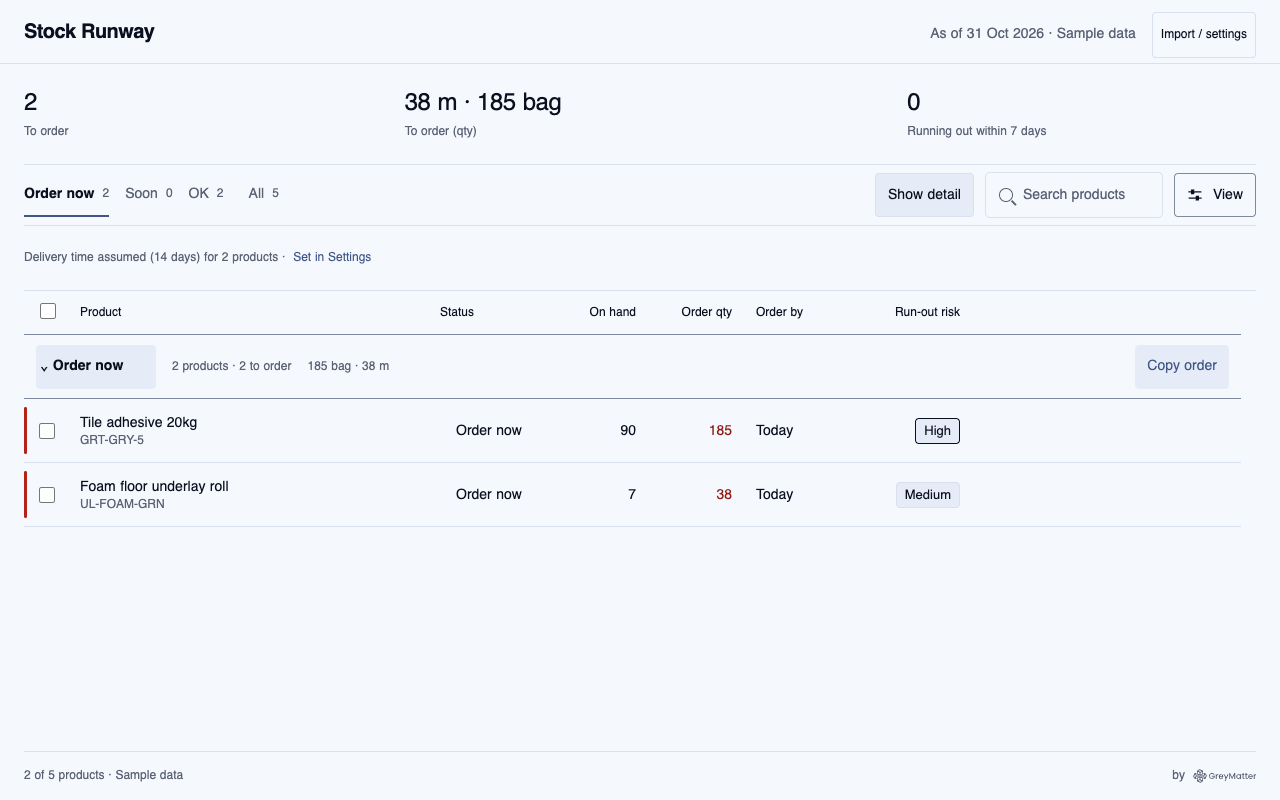 Stock Runway
As of 31 Oct 2026 · Sample data
Import / settings
2
To order
38 m · 185 bag
To order (qty)
0
Running out within 7 days
Order now 2 Soon 0 OK 2 All 5
Show detail
Search products
View
Delivery time assumed (14 days) for 2 products · Set in Settings
Product Status On hand Order qty Order by Run-out risk
Order now 2 products · 2 to order 185 bag · 38 m Copy order
Tile adhesive 20kg
GRT-GRY-5
Order now 90 185 Today High
Foam floor underlay roll
UL-FOAM-GRN
Order now 7 38 Today Medium
2 of 5 products · Sample data
by GreyMatter